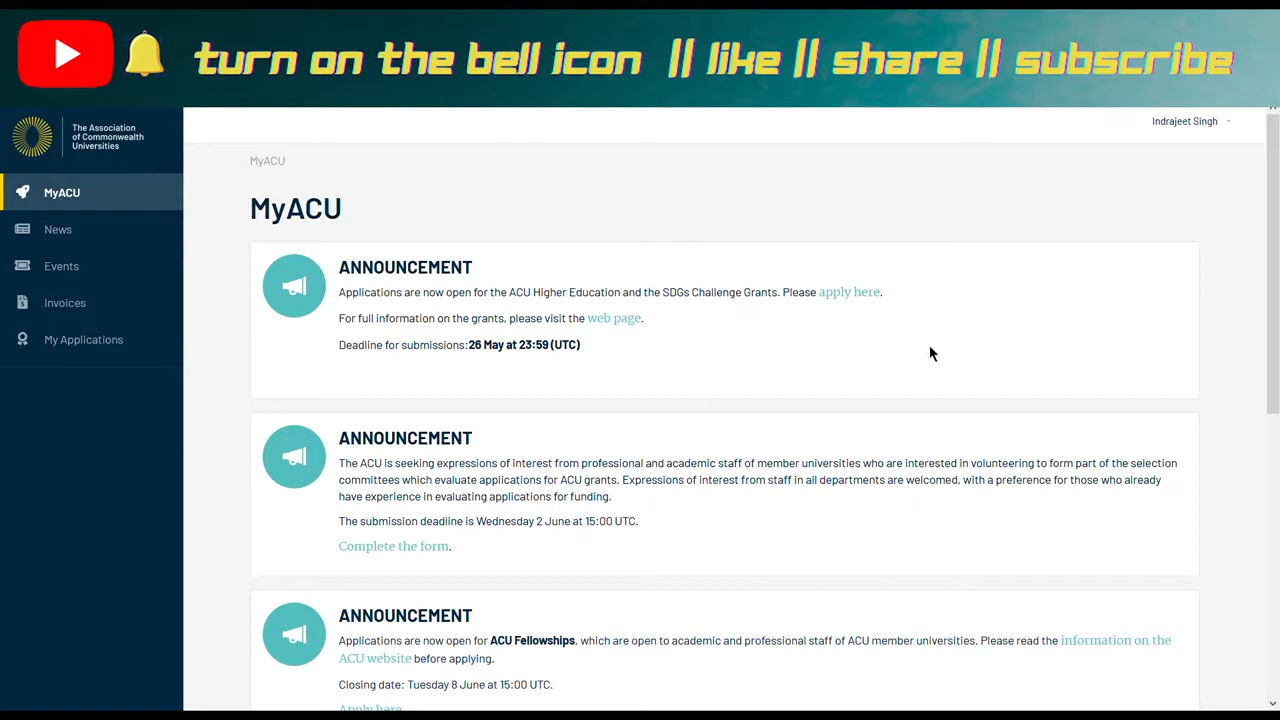 turn on the bell icon || like || share || subscribe
The Association
of Commonwealth
Universities
Indrajeet Singh
MyACU
News
Events
Invoices
My Applications
MyACU
MyACU
ANNOUNCEMENT
Applications are now open for the ACU Higher Education and the SDGs Challenge Grants. Please apply here.
For full information on the grants, please visit the web page.
Deadline for submissions:26 May at 23:59 (UTC)
ANNOUNCEMENT
The ACU is seeking expressions of interest from professional and academic staff of member universities who are interested in volunteering to form part of the selection
committees which evaluate applications for ACU grants. Expressions of interest from staff in all departments are welcomed, with a preference for those who already
have experience in evaluating applications for funding.
The submission deadline is Wednesday 2 June at 15:00 UTC.
Complete the form.
ANNOUNCEMENT
Applications are now open for ACU Fellowships, which are open to academic and professional staff of ACU member universities. Please read the information on the
ACU website before applying.
Closing date: Tuesday 8 June at 15:00 UTC.
Apply here